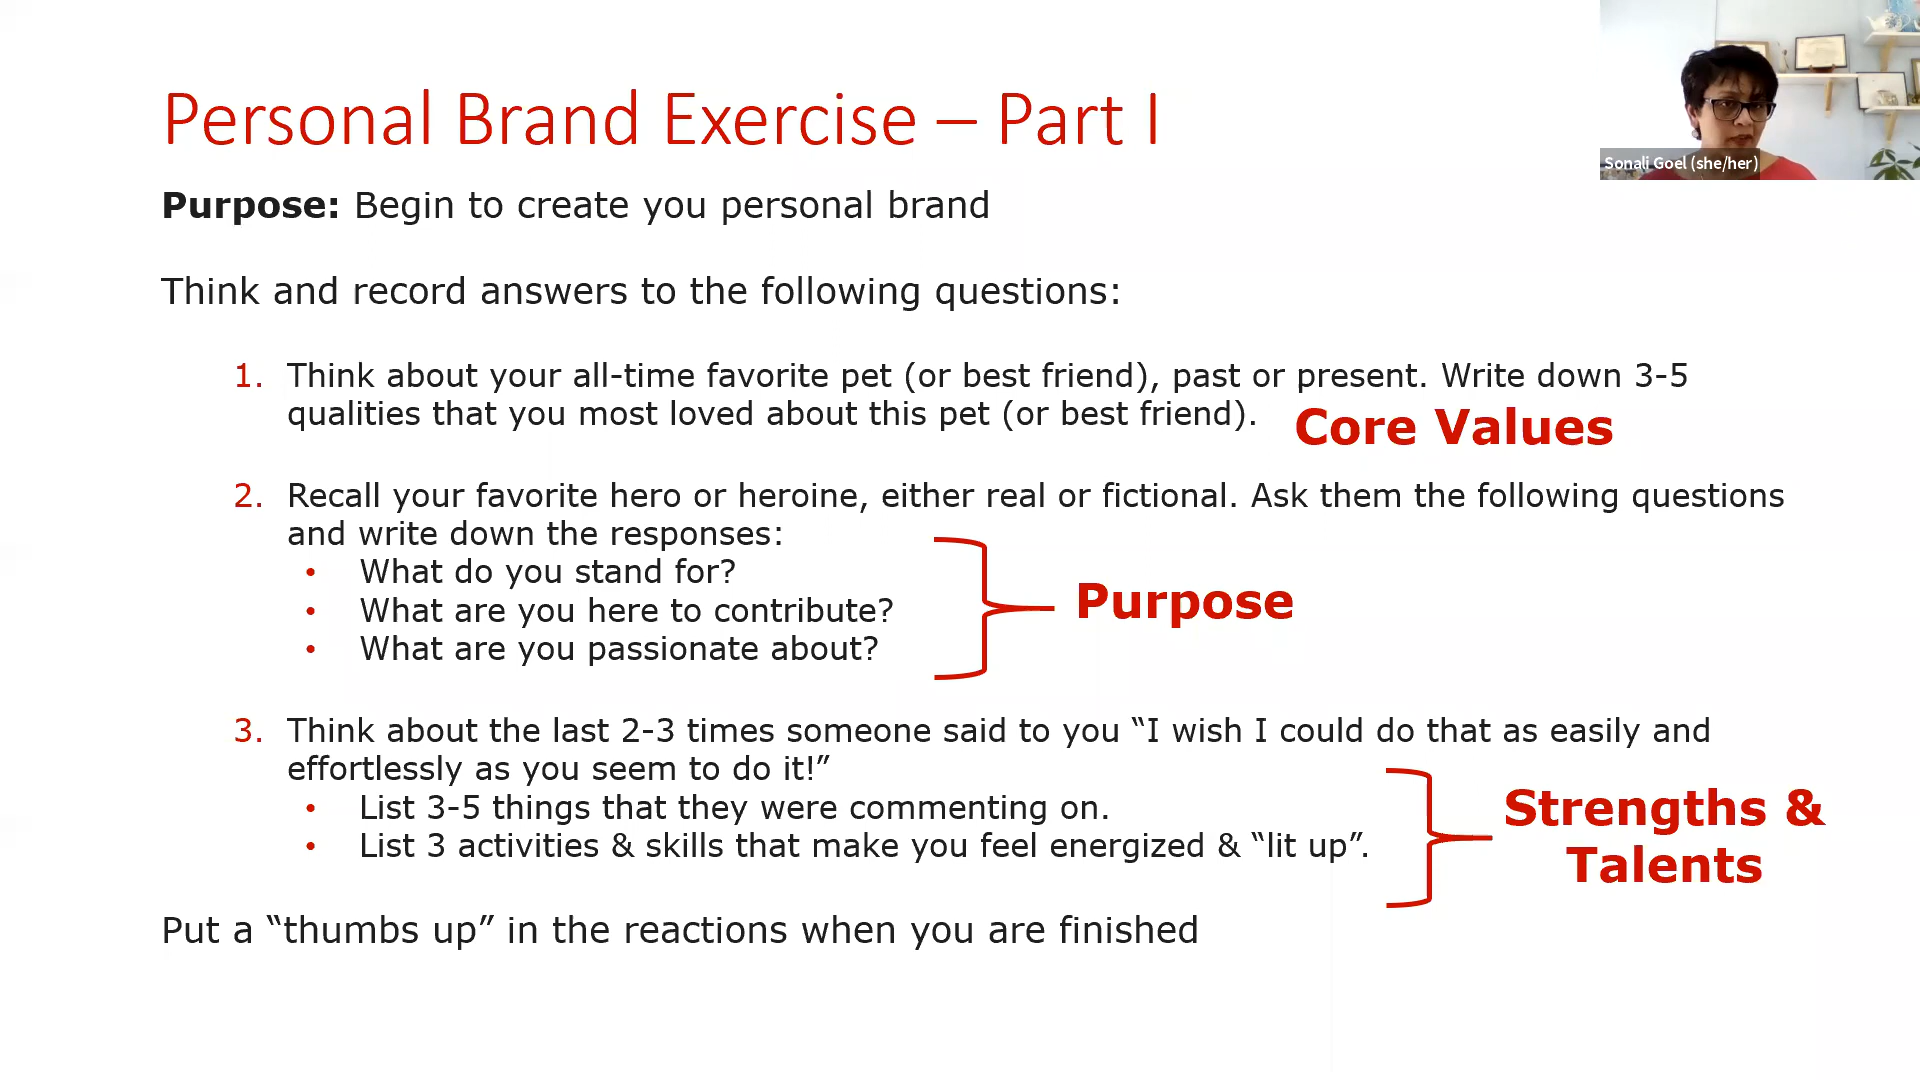 Personal Brand Exercise – Part I
Sonali Goel (she/her)
Purpose: Begin to create you personal brand
Think and record answers to the following questions:
1. Think about your all-time favorite pet (or best friend), past or present. Write down 3-5
qualities that you most loved about this pet (or best friend).
Core Values
2. Recall your favorite hero or heroine, either real or fictional. Ask them the following questions
and write down the responses:
• What do you stand for?
• What are you here to contribute?
• What are you passionate about?
Purpose
3. Think about the last 2-3 times someone said to you “I wish I could do that as easily and
effortlessly as you seem to do it!”
• List 3-5 things that they were commenting on.
• List 3 activities & skills that make you feel energized & “lit up”.
Strengths &
Talents
Put a “thumbs up” in the reactions when you are finished